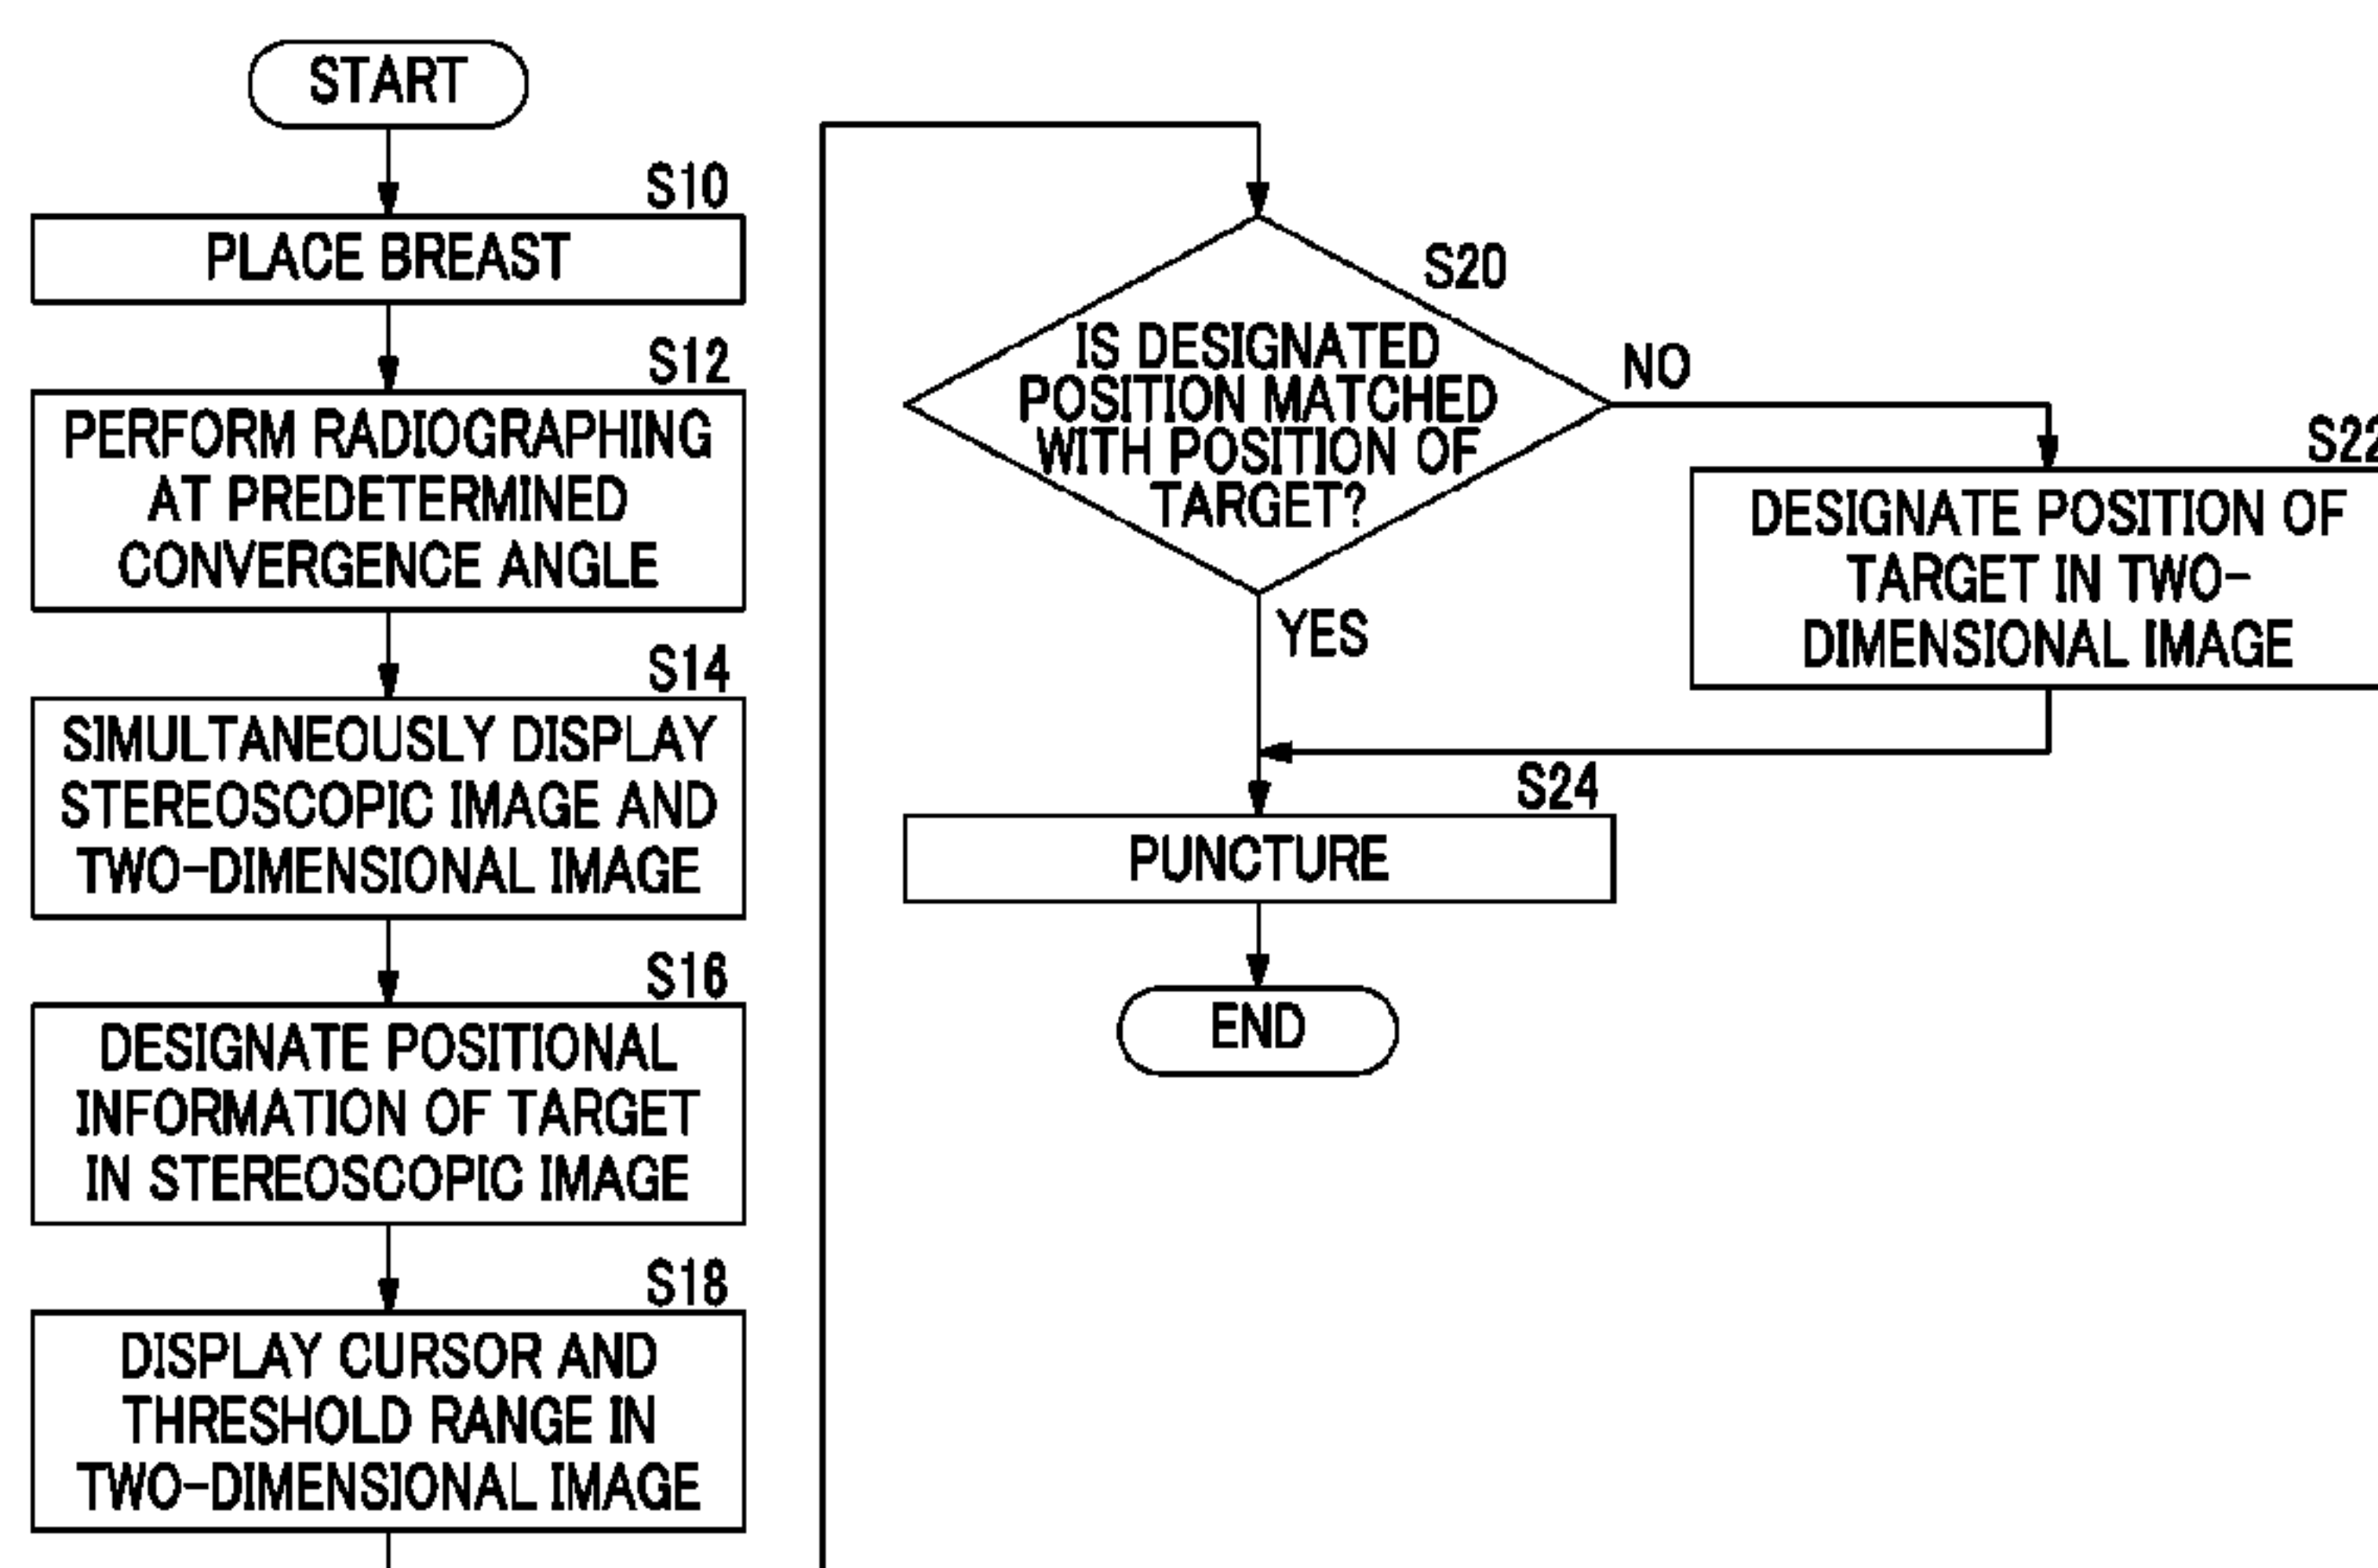 START
S10
PLACE BREAST
S12
PERFORM RADIOGRAPHING
AT PREDETERMINED
CONVERGENCE ANGLE
S14
SIMULTANEOUSLY DISPLAY
STEREOSCOPIC IMAGE AND
TWO-DIMENSIONAL IMAGE
S16
DESIGNATE POSITIONAL
INFORMATION OF TARGET
IN STEREOSCOPIC IMAGE
S18
DISPLAY CURSOR AND
THRESHOLD RANGE IN
TWO-DIMENSIONAL IMAGE
S20
IS DESIGNATED
POSITION MATCHED
WITH POSITION OF
TARGET?
NO
S22
DESIGNATE POSITION OF
TARGET IN TWO-
DIMENSIONAL IMAGE
YES
S24
PUNCTURE
END